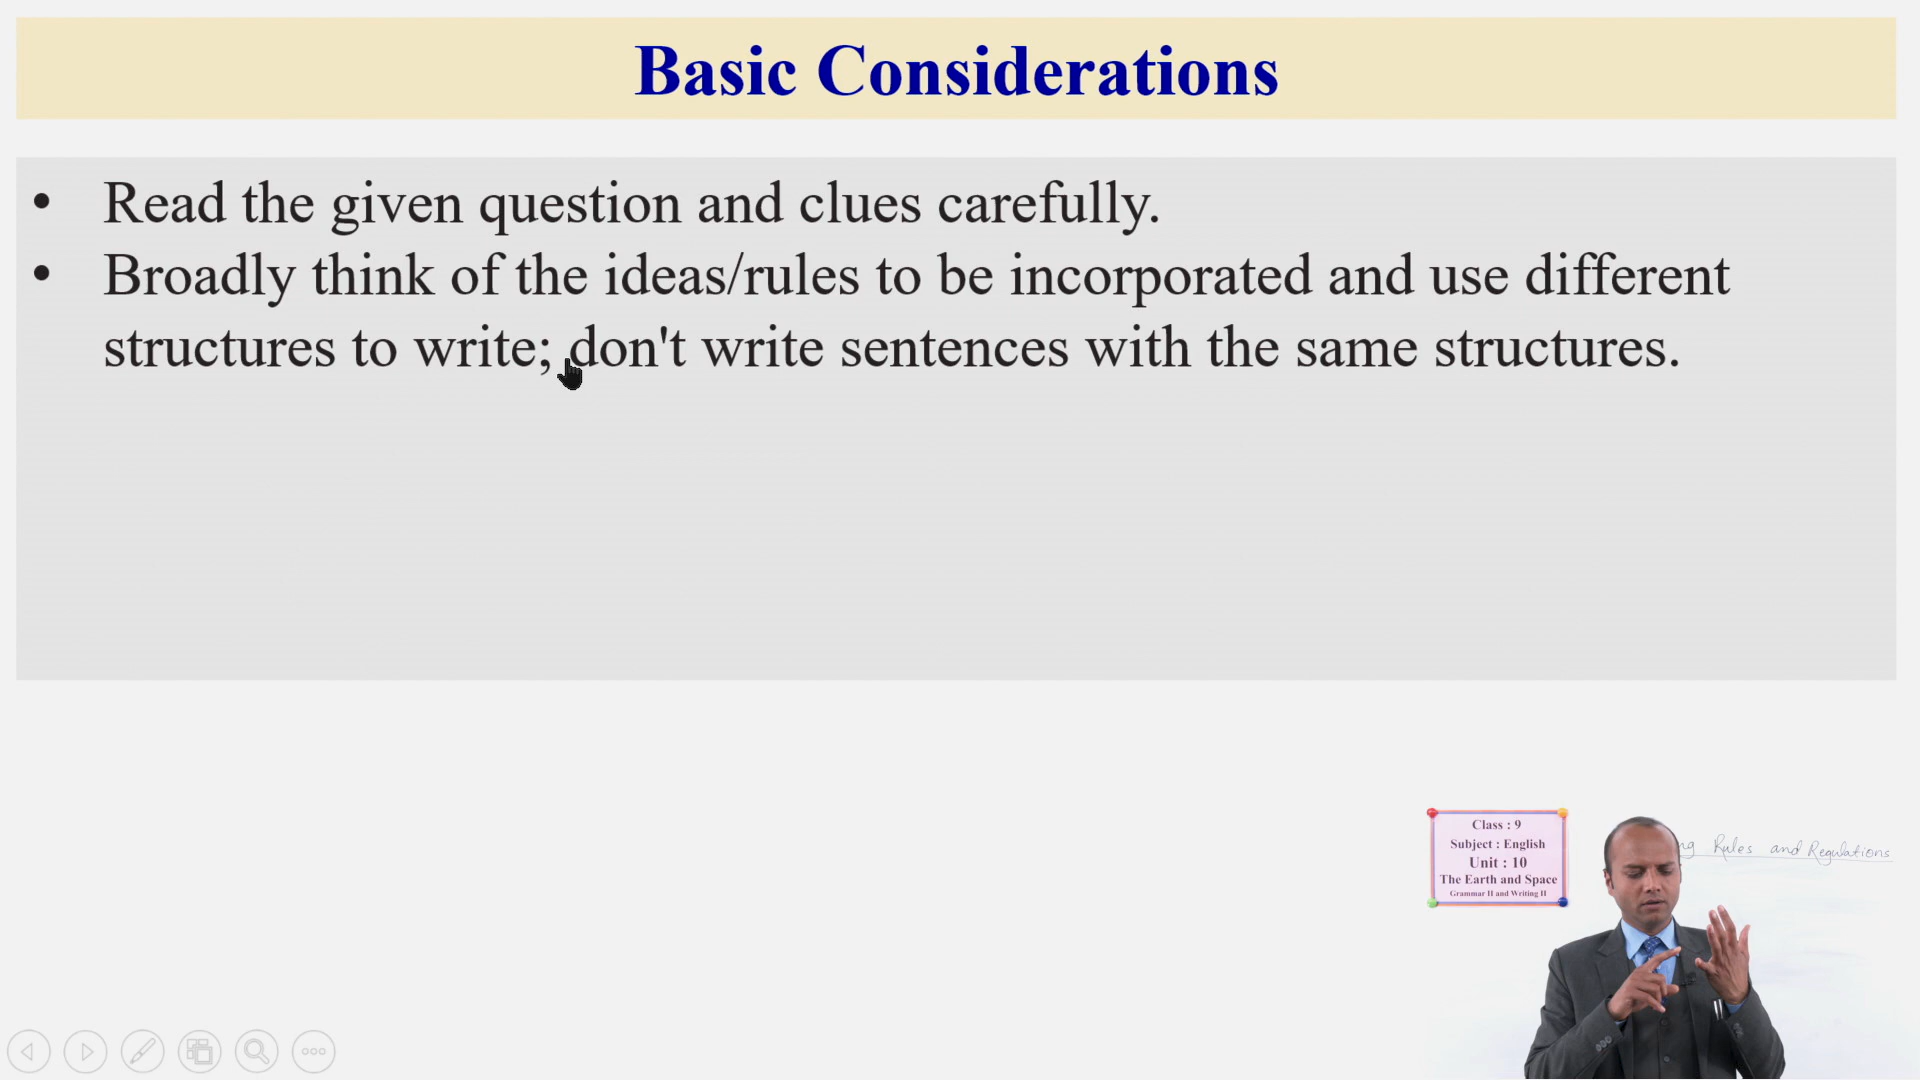 Basic Considerations
• Read the given question and clues carefully.
• Broadly think of the ideas/rules to be incorporated and use different
structures to write; don't write sentences with the same structures.
Class : 9
Subject : English
Unit : 10
The Earth and Space
Grammar II and Writing II
Rules and Regulations